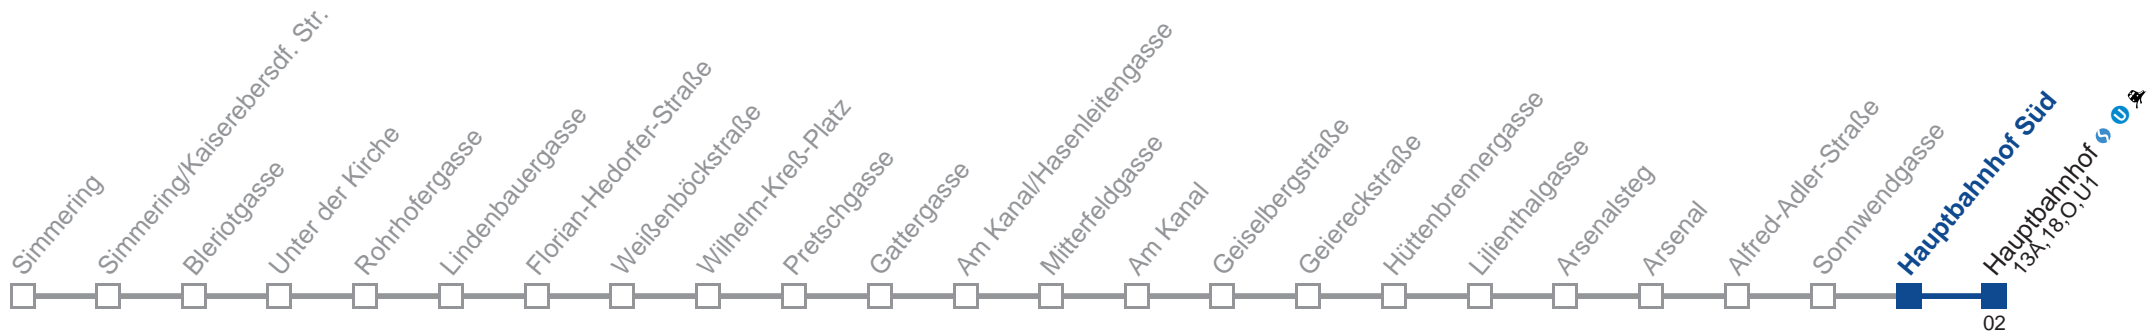 Simmering
Simmering/Kaiserebersdf. Str.
Bleriotgasse
Unter der Kirche
Rohrhofergasse
Lindenbauergasse
Florian-Hedorfer-Straße
Weißenböckstraße
Wilhelm-Kreß-Platz
Pretschgasse
Gattergasse
Am Kanal/Hasenleitengasse
Mitterfeldgasse
Am Kanal
Geiselbergstraße
Geiereckstraße
Hüttenbrennergasse
Lilienthalgasse
Arsenalsteg
Arsenal
Alfred-Adler-Straße
Sonnwendgasse
Hauptbahnhof Süd
Hauptbahnhof S U
13A,18,O,U1
02